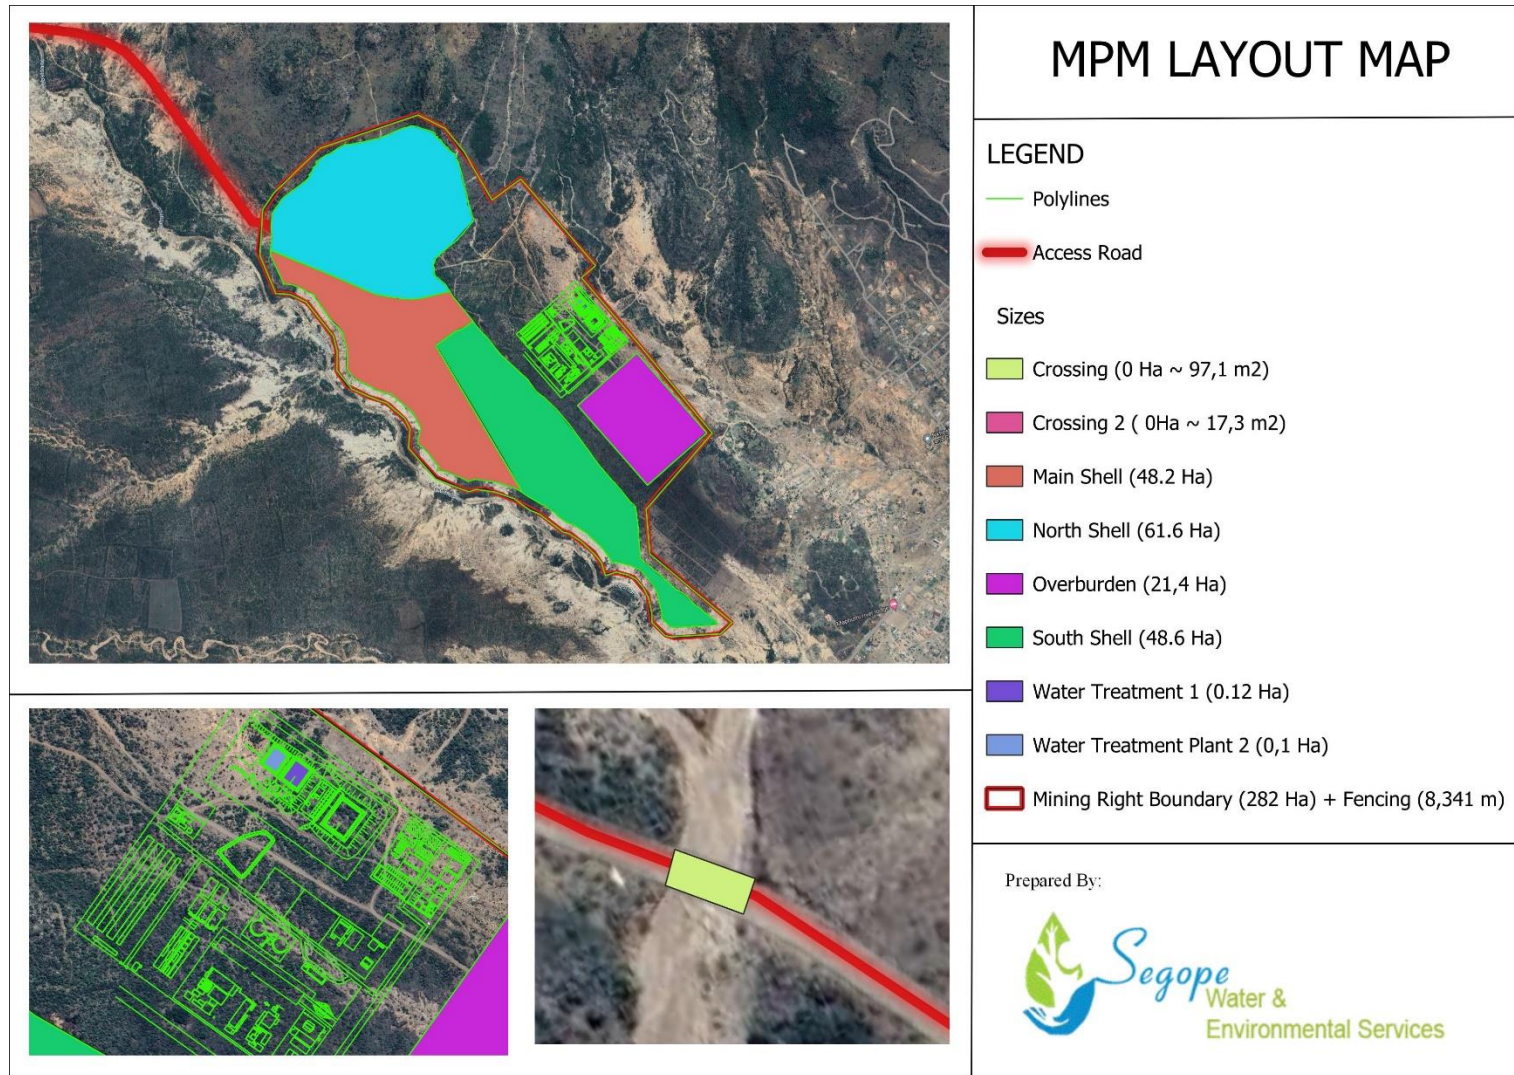 MPM LAYOUT MAP
LEGEND
Polylines
Access Road
Sizes
Crossing (0 Ha ~ 97,1 m2)
Crossing 2 ( 0Ha ~ 17,3 m2)
Main Shell (48.2 Ha)
North Shell (61.6 Ha)
Overburden (21,4 Ha)
South Shell (48.6 Ha)
Water Treatment 1 (0.12 Ha)
Water Treatment Plant 2 (0,1 Ha)
Mining Right Boundary (282 Ha) + Fencing (8,341 m)
Prepared By:
Segope
Water &
Environmental Services